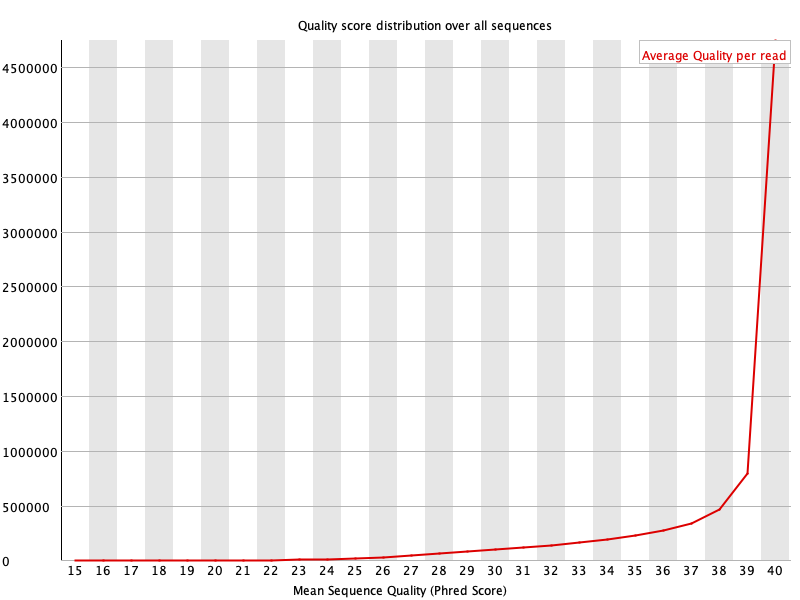 Quality score distribution over all sequences
Average Quality per read
4500000
4000000
3500000
3000000
2500000
2000000
1500000
1000000
500000
0
15 16 17 18 19 20 21 22 23 24 25 26 27 28 29 30 31 32 33 34 35 36 37 38 39 40
Mean Sequence Quality (Phred Score)